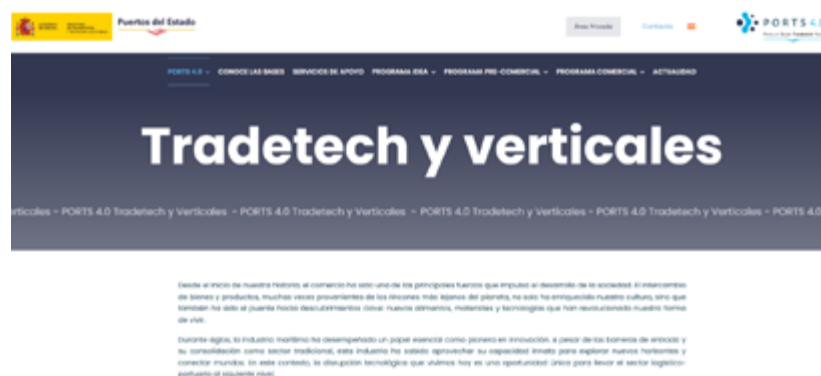 Puertos del Estado
Área Privada
Contacto
PORTS 4.0
PORTS 4.0 CONOCE LAS BASES SERVICIOS DE APOYO PROGRAMA IDEA PROGRAMA PRE-COMERCIAL PROGRAMA COMERCIAL ACTUALIDAD
Tradetech y verticales
erticales - PORTS 4.0 Tradetech y Verticales - PORTS 4.0 Tradetech y Verticales - PORTS 4.0 Tradetech y Verticales - PORTS 4.0 Tradetech y Verticales - PORTS 4.0
Desde el inicio de nuestra historia, el comercio ha sido una de las principales fuerzas que impulsa el desarrollo de la sociedad. El intercambio
de bienes y productos, muchas veces provenientes de los rincones más lejanos del planeta, no solo ha enriquecido nuestra cultura, sino que
también ha sido el puente hacia descubrimientos clave: nuevos alimentos, materiales y tecnologías que han revolucionado nuestra forma
de vivir.
Durante siglos, la industria marítima ha desempeñado un papel esencial como pionera en innovación. A pesar de las barreras de entrada y
su consolidación como sector tradicional, esta industria ha sabido aprovechar su capacidad innata para explorar nuevos horizontes y
conectar mundos. En este contexto, la disrupción tecnológica que vivimos hoy es una oportunidad única para llevar el sector logístico-
portuario al siguiente nivel.